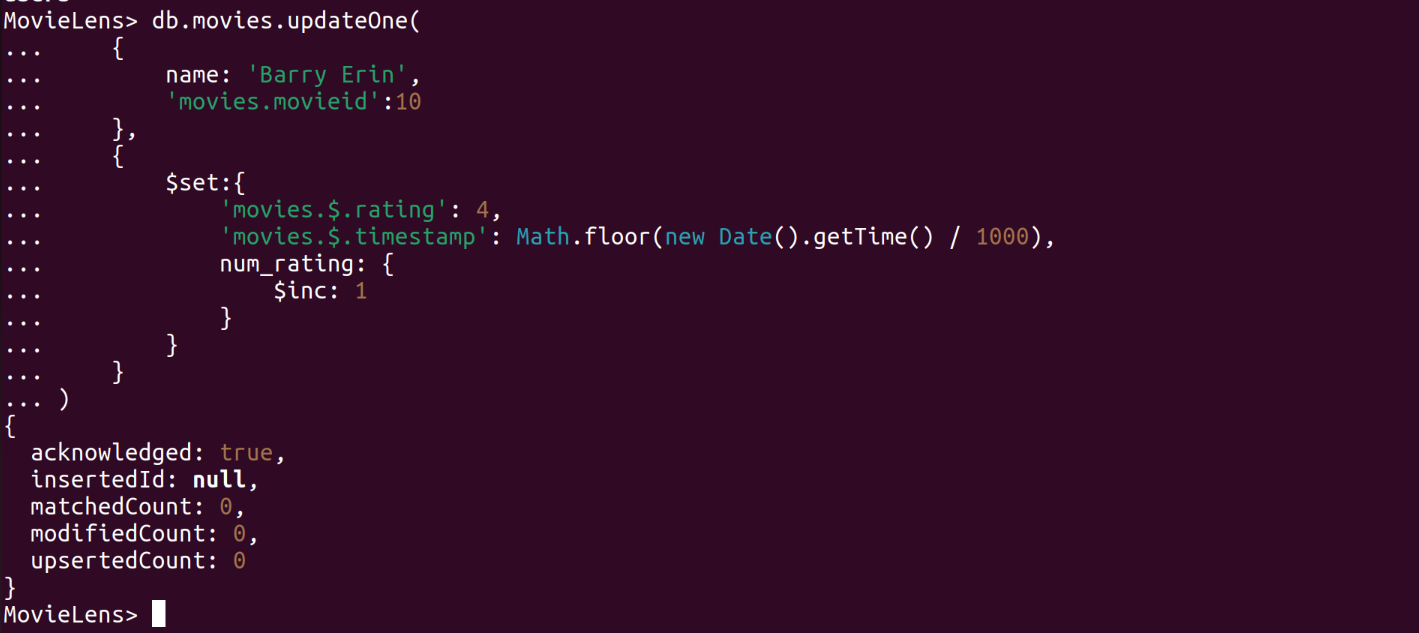 MovieLens> db.movies.updateOne(
...     {
...         name: 'Barry Erin',
...         'movies.movieid':10
...     },
...     {
...         $set:{
...             'movies.$.rating': 4,
...             'movies.$.timestamp': Math.floor(new Date().getTime() / 1000),
...             num_rating: {
...                 $inc: 1
...             }
...         }
...     }
... )
{
  acknowledged: true,
  insertedId: null,
  matchedCount: 0,
  modifiedCount: 0,
  upsertedCount: 0
}
MovieLens>